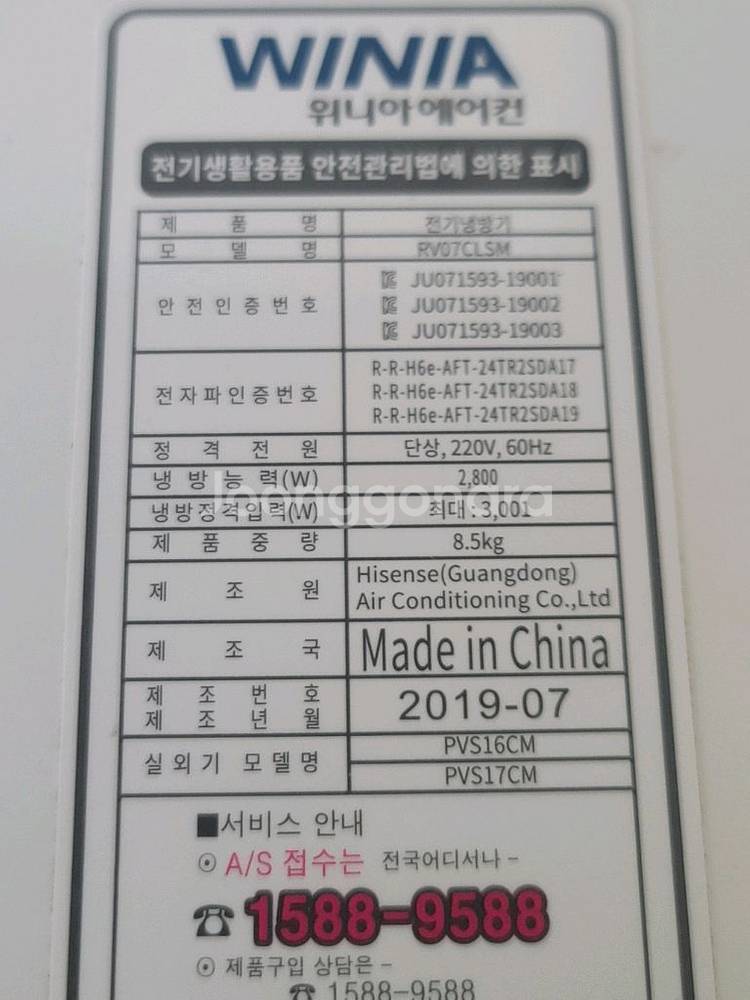 WINIA
위니아에어컨
전기생활용품 안전관리법에 의한 표시
제 품 명 전기냉방기
모 델 명 RV07CLSM
안전인증번호
JU071593-19001
JU071593-19002
JU071593-19003
전자파인증번호
R-R-H6e-AFT-24TR2SDA17
R-R-H6e-AFT-24TR2SDA18
R-R-H6e-AFT-24TR2SDA19
정 격 전 원 단상, 220V, 60Hz
냉방능력(W) 2,800
냉방정격입력(W) 최대 : 3,001
Joonggonara
제 품 중 량 8.5kg
제 조 원
Hisense(Guangdong)
Air Conditioning Co.,Ltd
제 조 국 Made in China
제 조 번 호
제 조 년 월
2019-07
실외기 모델명
PVS16CM
PVS17CM
■서비스 안내
⊙ A/S 접수는 전국어디서나 -
☎ 1588-9588
⊙ 제품구입 상담은 -
☎ 1588-9588